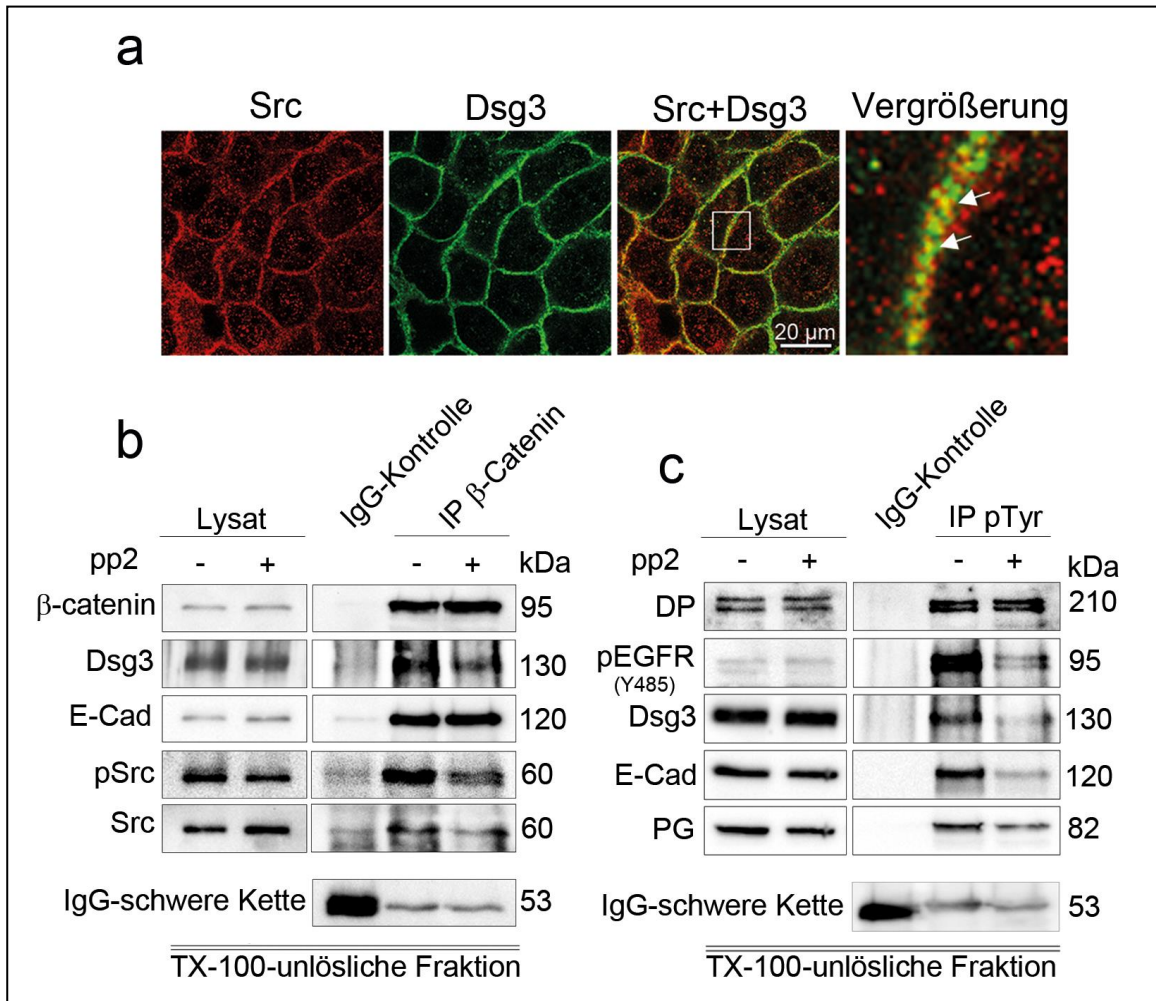 a
Src Dsg3 Src+Dsg3 Vergrößerung
20 µm
b
IgG-Kontrolle
IP β-Catenin
Lysat
pp2 - + - + kDa
β-catenin 95
Dsg3 130
E-Cad 120
pSrc 60
Src 60
IgG-schwere Kette 53
TX-100-unlösliche Fraktion
c
IgG-Kontrolle
Lysat IP pTyr
pp2 - + - + kDa
DP 210
pEGFR 95
(Y485)
Dsg3 130
E-Cad 120
PG 82
IgG-schwere Kette 53
TX-100-unlösliche Fraktion